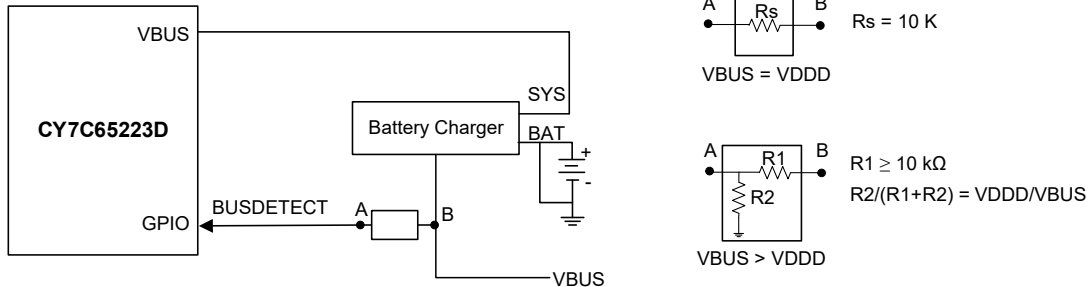 VBUS
CY7C65223D
GPIO
BUSDETECT
A
B
Battery Charger
SYS
BAT
+
-
VBUS
A
Rs
B
Rs = 10 K
VBUS = VDDD
A
R1
B
R2
R1 ≥ 10 kΩ
R2/(R1+R2) = VDDD/VBUS
VBUS > VDDD